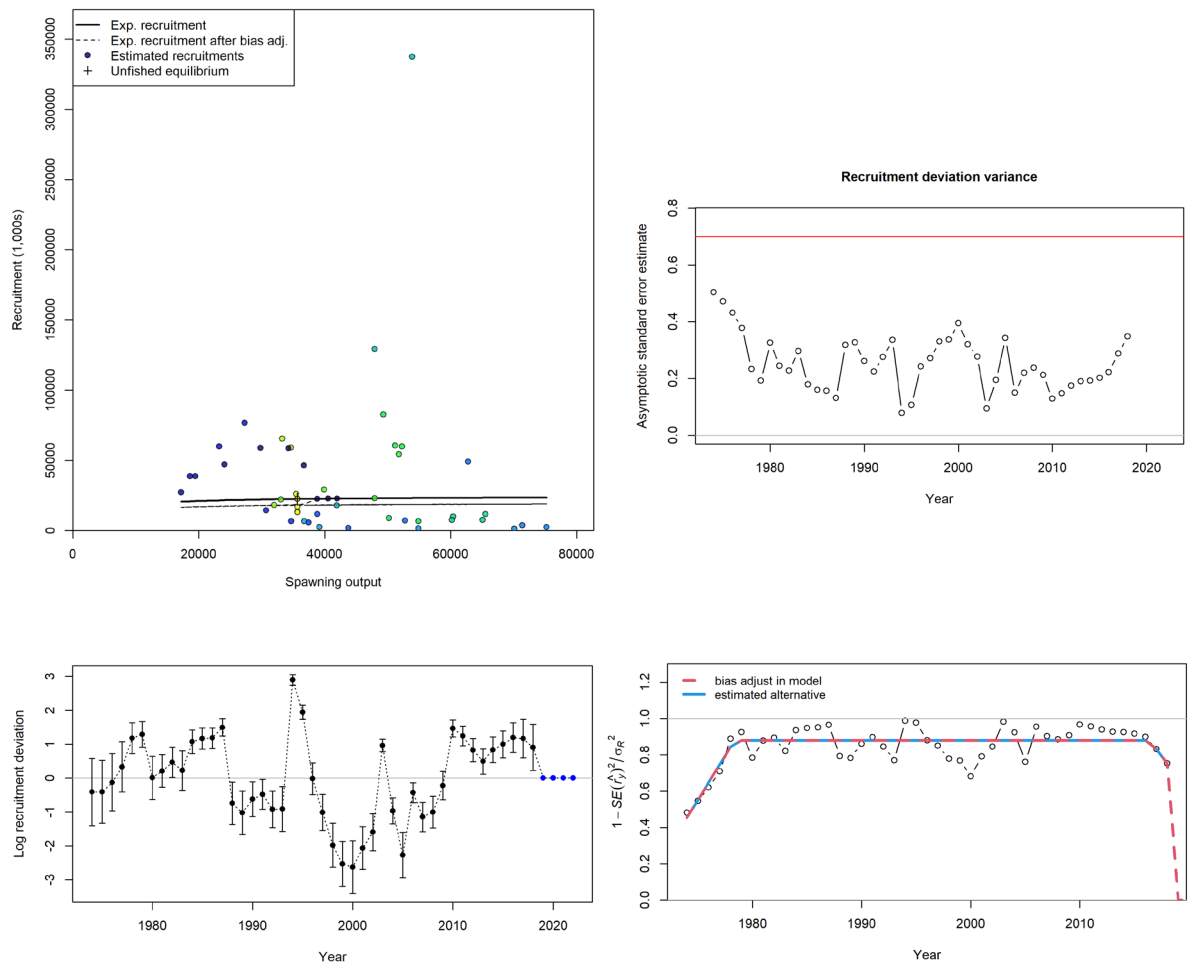 Exp. recruitment
Exp. recruitment after bias adj.
Estimated recruitments
Unfished equilibrium
Recruitment (1,000s)
350000
300000
250000
200000
150000
100000
50000
0
0 20000 40000 60000 80000
Spawning output
Recruitment deviation variance
Asymptotic standard error estimate
0.8
0.6
0.4
0.2
0.0
1980 1990 2000 2010 2020
Year
Log recruitment deviation
3
2
1
0
-1
-2
-3
1980 1990 2000 2010 2020
Year
bias adjust in model
estimated alternative
1 − SE(r̂y)² / σR²
1.2
1.0
0.8
0.6
0.4
0.2
0.0
1980 1990 2000 2010
Year